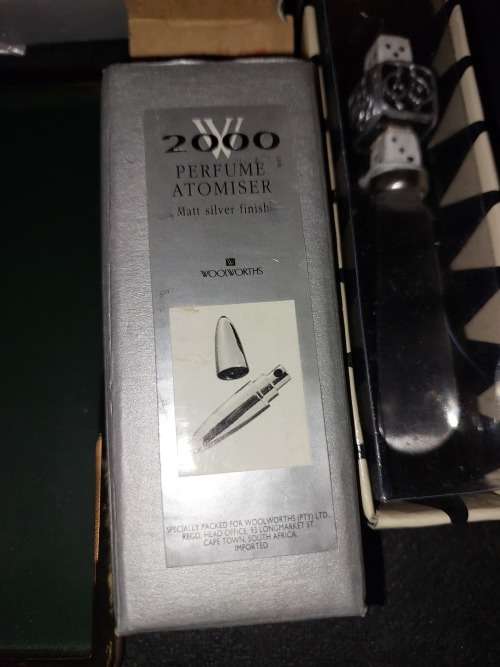 W
2000
PERFUME
ATOMISER
Matt silver finish
W
WOOLWORTHS
SPECIALLY PACKED FOR WOOLWORTHS (PTY) LTD.
REGD. HEAD OFFICE, 93 LONGMARKET ST.
CAPE TOWN, SOUTH AFRICA.
IMPORTED